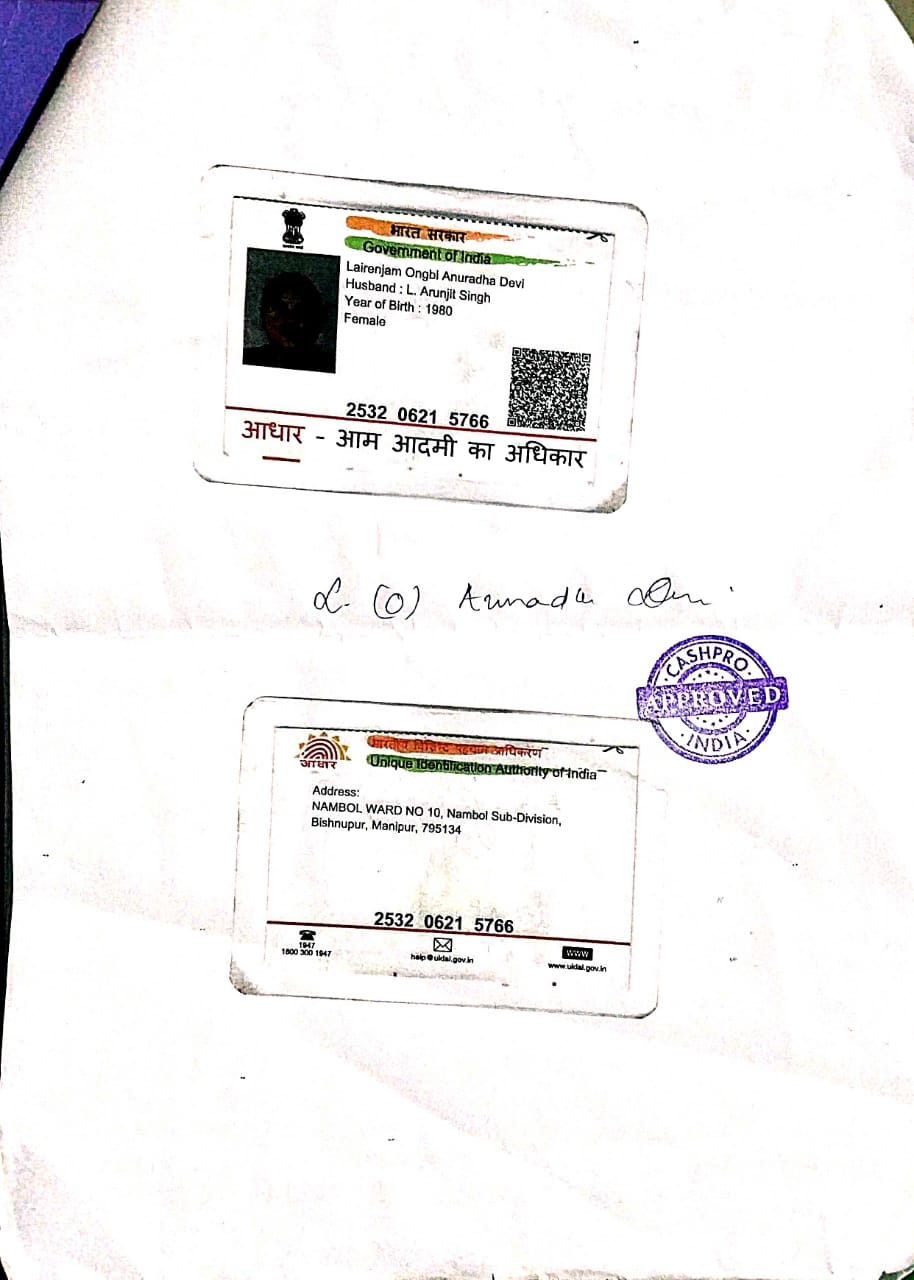 भारत सरकार
Government of India
Lairenjam Ongbi Anuradha Devi
Husband : L. Arunjit Singh
Year of Birth : 1980
Female
2532 0621 5766
आधार - आम आदमी का अधिकार
L. (O) Anuradha Devi
CASHPRO
APPROVED
INDIA
आधार
भारतीय विशिष्ट पहचान प्राधिकरण
Unique Identification Authority of India
Address:
NAMBOL WARD NO 10, Nambol Sub-Division,
Bishnupur, Manipur, 795134
2532 0621 5766
1947
1800 300 1947
help@uidai.gov.in
www
www.uidai.gov.in